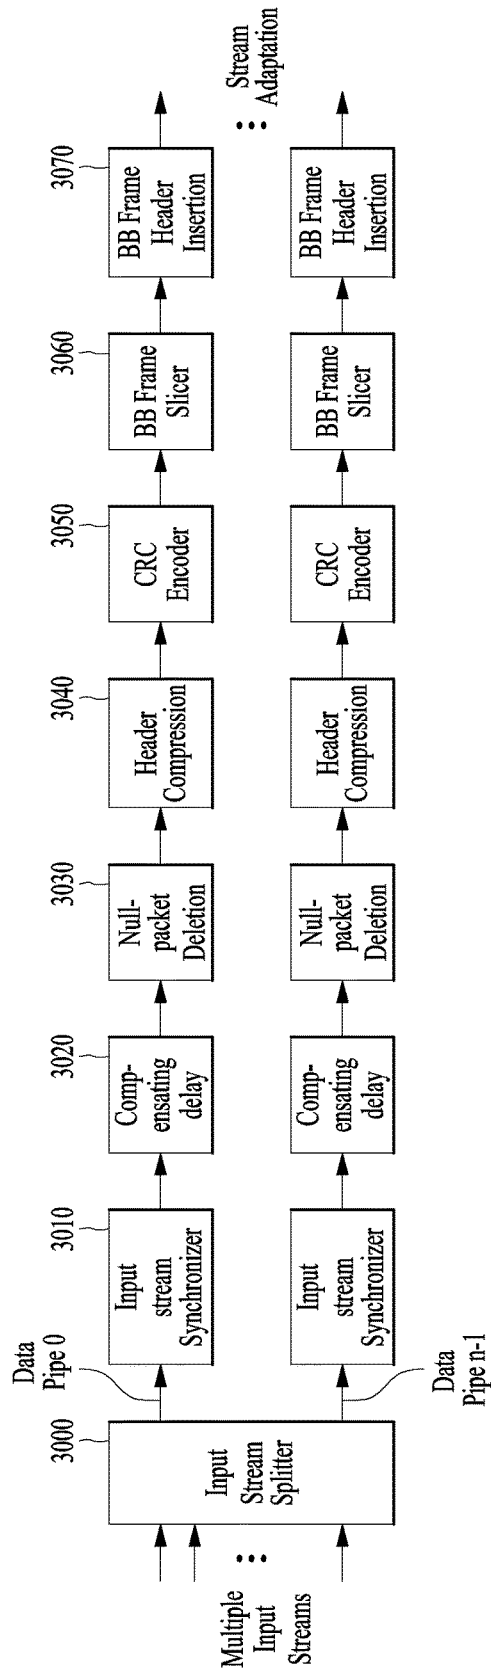 Multiple
Input
Streams
3000
Input
Stream
Splitter
Data
Pipe 0
3010
Input
stream
Synchronizer
3020
Comp-
ensating
delay
3030
Null-
packet
Deletion
3040
Header
Compression
3050
CRC
Encoder
3060
BB Frame
Slicer
3070
BB Frame
Header
Insertion
Data
Pipe n-1
Input
stream
Synchronizer
Comp-
ensating
delay
Null-
packet
Deletion
Header
Compression
CRC
Encoder
BB Frame
Slicer
BB Frame
Header
Insertion
Stream
Adaptation